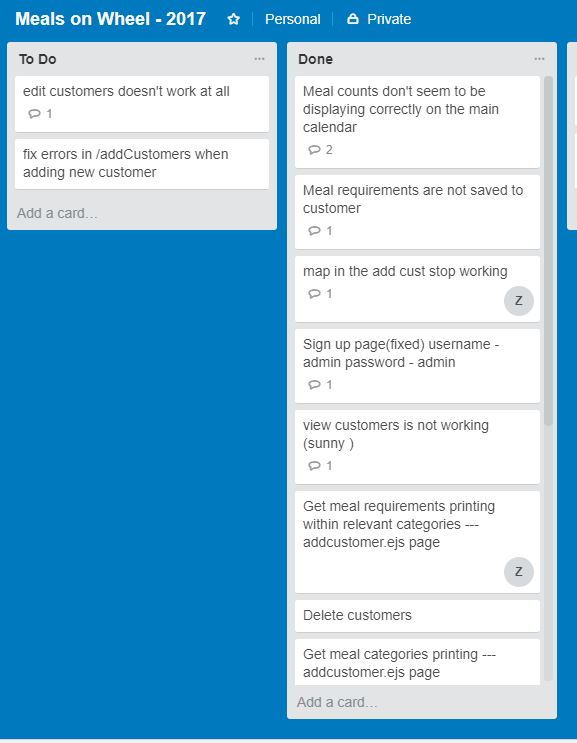 Meals on Wheel - 2017
Personal
Private
To Do
edit customers doesn't work at all
1
fix errors in /addCustomers when
adding new customer
Add a card...
Done
Meal counts don't seem to be
displaying correctly on the main
calendar
2
Meal requirements are not saved to
customer
1
map in the add cust stop working
1
Z
Sign up page(fixed) username -
admin password - admin
1
view customers is not working
(sunny )
1
Get meal requirements printing
within relevant categories ---
addcustomer.ejs page
Z
Delete customers
Get meal categories printing ---
addcustomer.ejs page
Add a card...